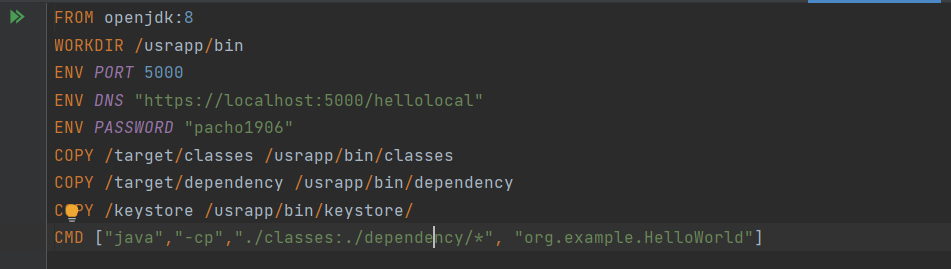 FROM openjdk:8
WORKDIR /usrapp/bin
ENV PORT 5000
ENV DNS "https://localhost:5000/hellolocal"
ENV PASSWORD "pacho1906"
COPY /target/classes /usrapp/bin/classes
COPY /target/dependency /usrapp/bin/dependency
COPY /keystore /usrapp/bin/keystore/
CMD ["java","-cp","./classes:./dependency/*", "org.example.HelloWorld"]